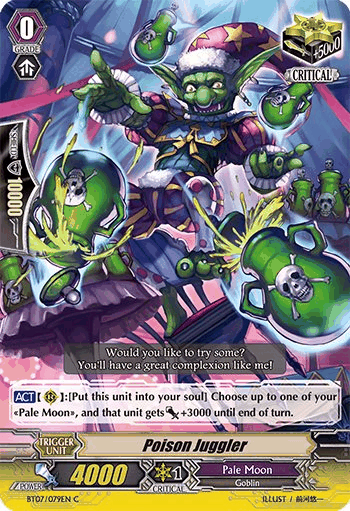 0
GRADE
+5000
CRITICAL
SHIELD
10000
Would you like to try some?
You'll have a great complexion like me!
ACT[ ]:[Put this unit into your soul] Choose up to one of your
«Pale Moon», and that unit gets +3000 until end of turn.
TRIGGER
UNIT
Poison Juggler
POWER
4000
1
CRITICAL
Pale Moon
Goblin
BT07/079EN C
ILLUST / 前河悠一